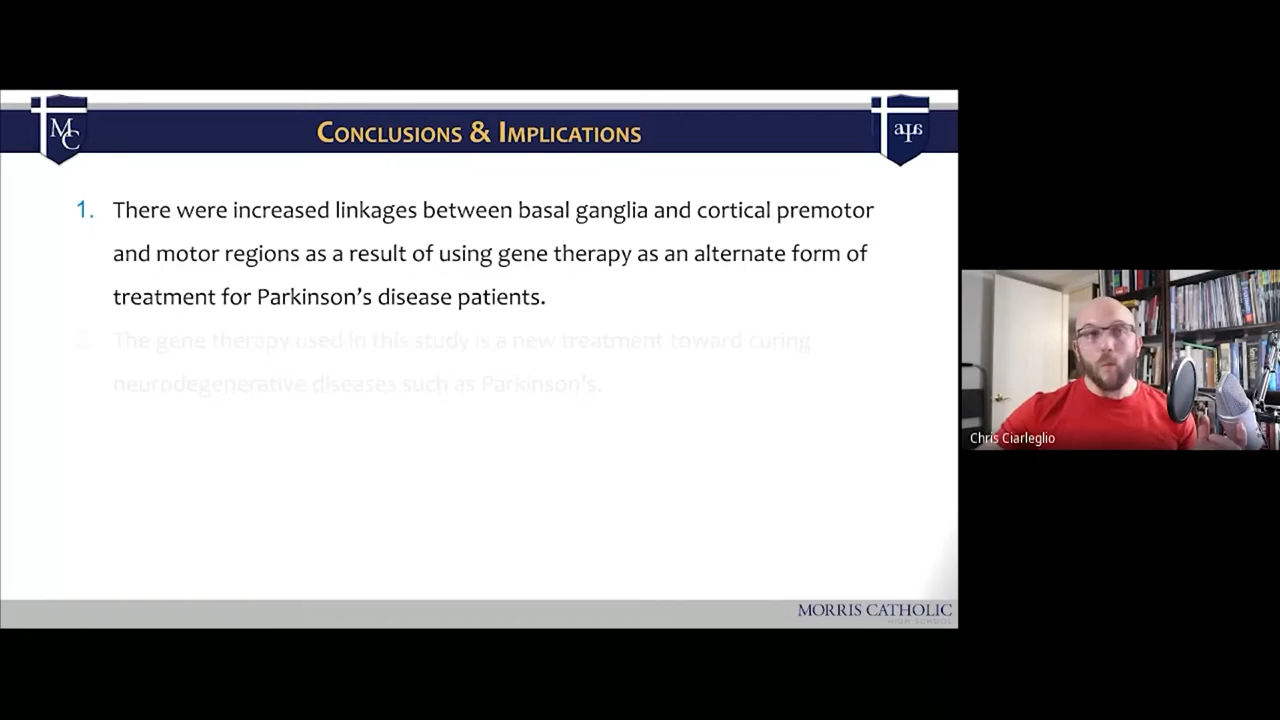 MC
CONCLUSIONS & IMPLICATIONS
1. There were increased linkages between basal ganglia and cortical premotor
and motor regions as a result of using gene therapy as an alternate form of
treatment for Parkinson's disease patients.
2. The gene therapy used in this study is a new treatment toward curing
neurodegenerative diseases such as Parkinson's.
Chris Ciarleglio
MORRIS CATHOLIC
HIGH SCHOOL